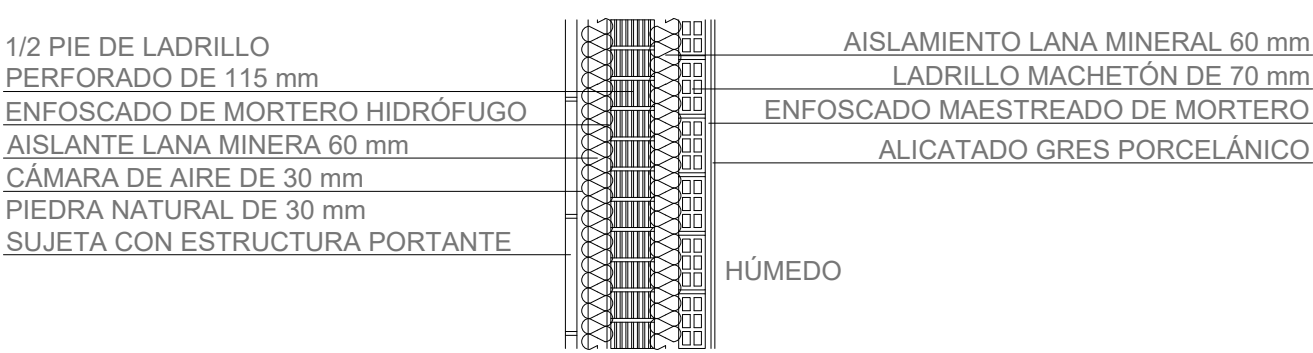 1/2 PIE DE LADRILLO
PERFORADO DE 115 mm
ENFOSCADO DE MORTERO HIDRÓFUGO
AISLANTE LANA MINERA 60 mm
CÁMARA DE AIRE DE 30 mm
PIEDRA NATURAL DE 30 mm
SUJETA CON ESTRUCTURA PORTANTE
AISLAMIENTO LANA MINERAL 60 mm
LADRILLO MACHETÓN DE 70 mm
ENFOSCADO MAESTREADO DE MORTERO
ALICATADO GRES PORCELÁNICO
HÚMEDO